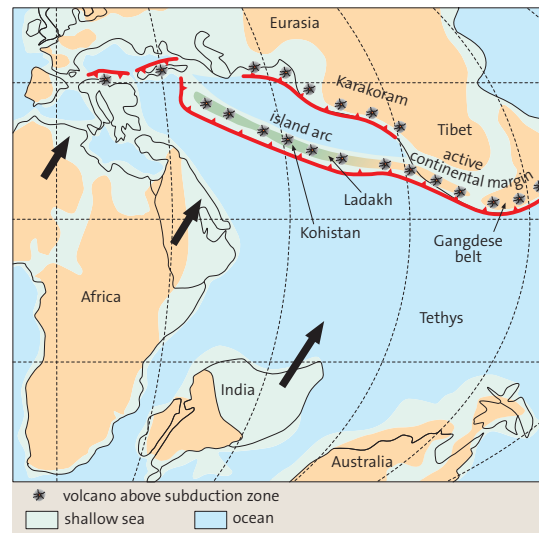 Eurasia
Karakoram
island arc
Tibet
active
continental margin
Ladakh
Kohistan
Gangdese
belt
Africa
Tethys
India
Australia
volcano above subduction zone
shallow sea
ocean